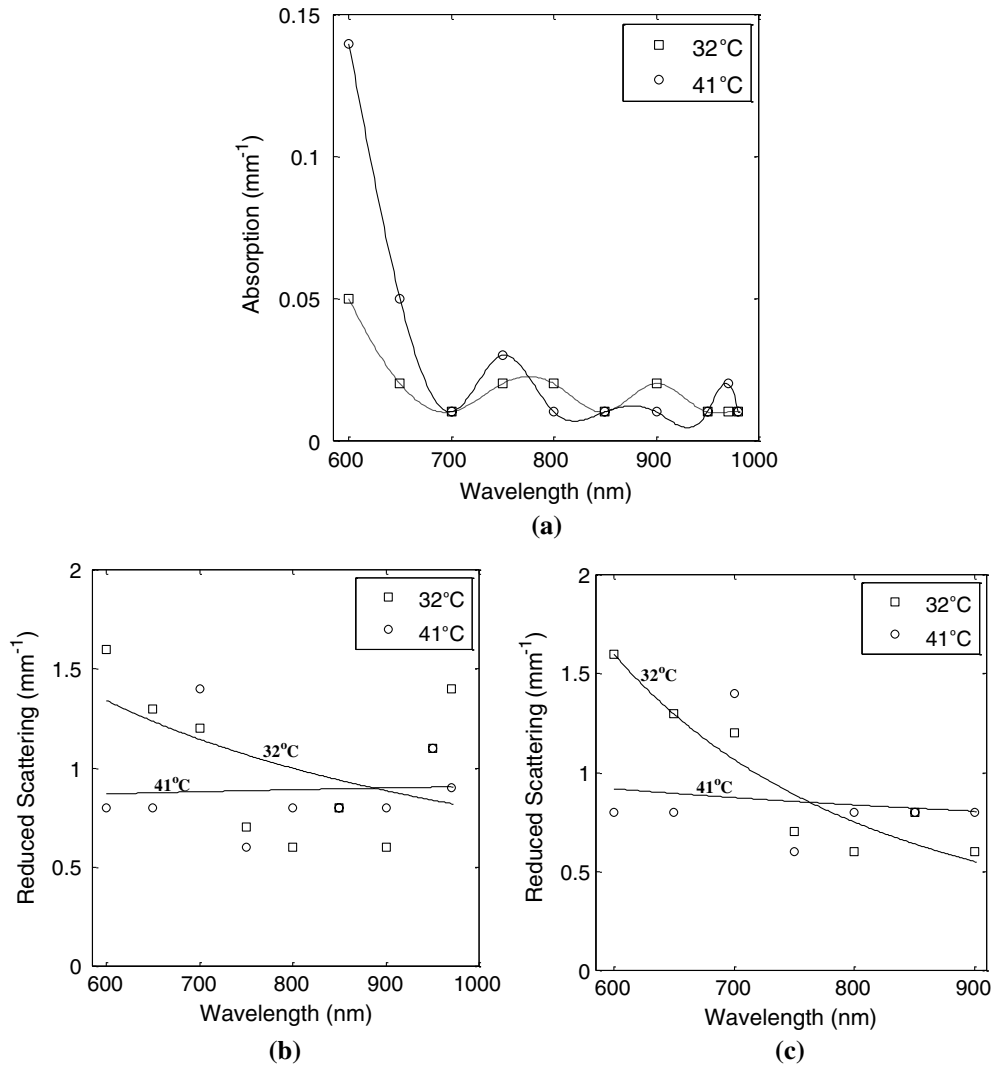 0.15
0.1
0.05
0
Absorption (mm⁻¹)
32°C
41°C
600 700 800 900 1000
Wavelength (nm)
(a)
2
1.5
1
0.5
0
Reduced Scattering (mm⁻¹)
32°C
41°C
32°C
41°C
600 700 800 900 1000
Wavelength (nm)
(b)
2
1.5
1
0.5
0
Reduced Scattering (mm⁻¹)
32°C
41°C
32°C
41°C
600 700 800 900
Wavelength (nm)
(c)